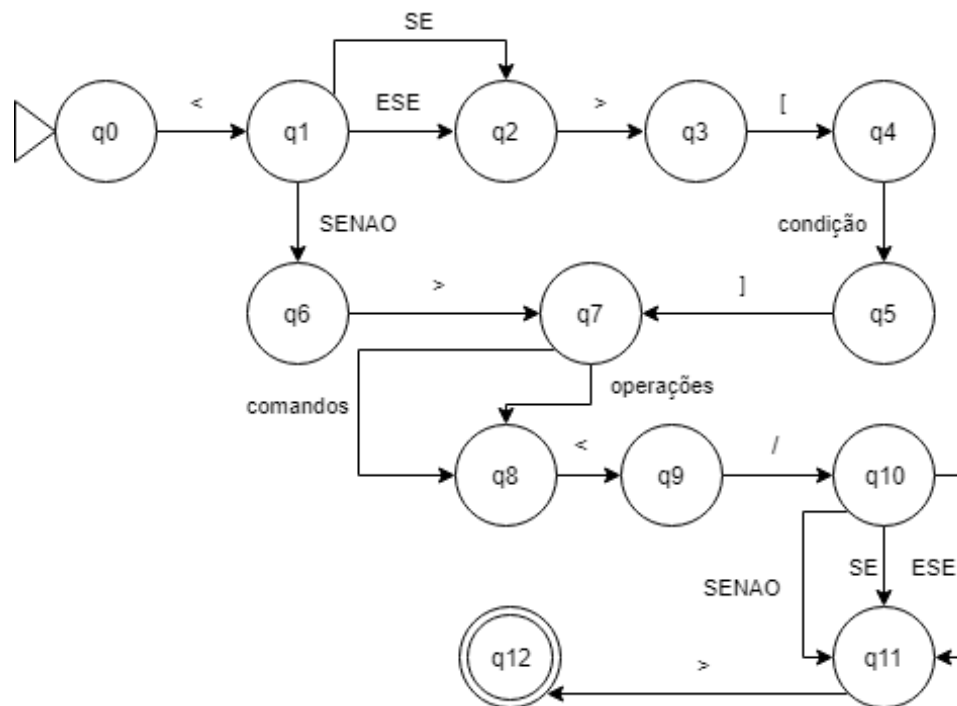 SE
q0
<
q1
ESE
q2
>
q3
[
q4
SENAO
condição
q6
>
q7
]
q5
comandos
operações
q8
<
q9
/
q10
SENAO
SE
ESE
q12
>
q11